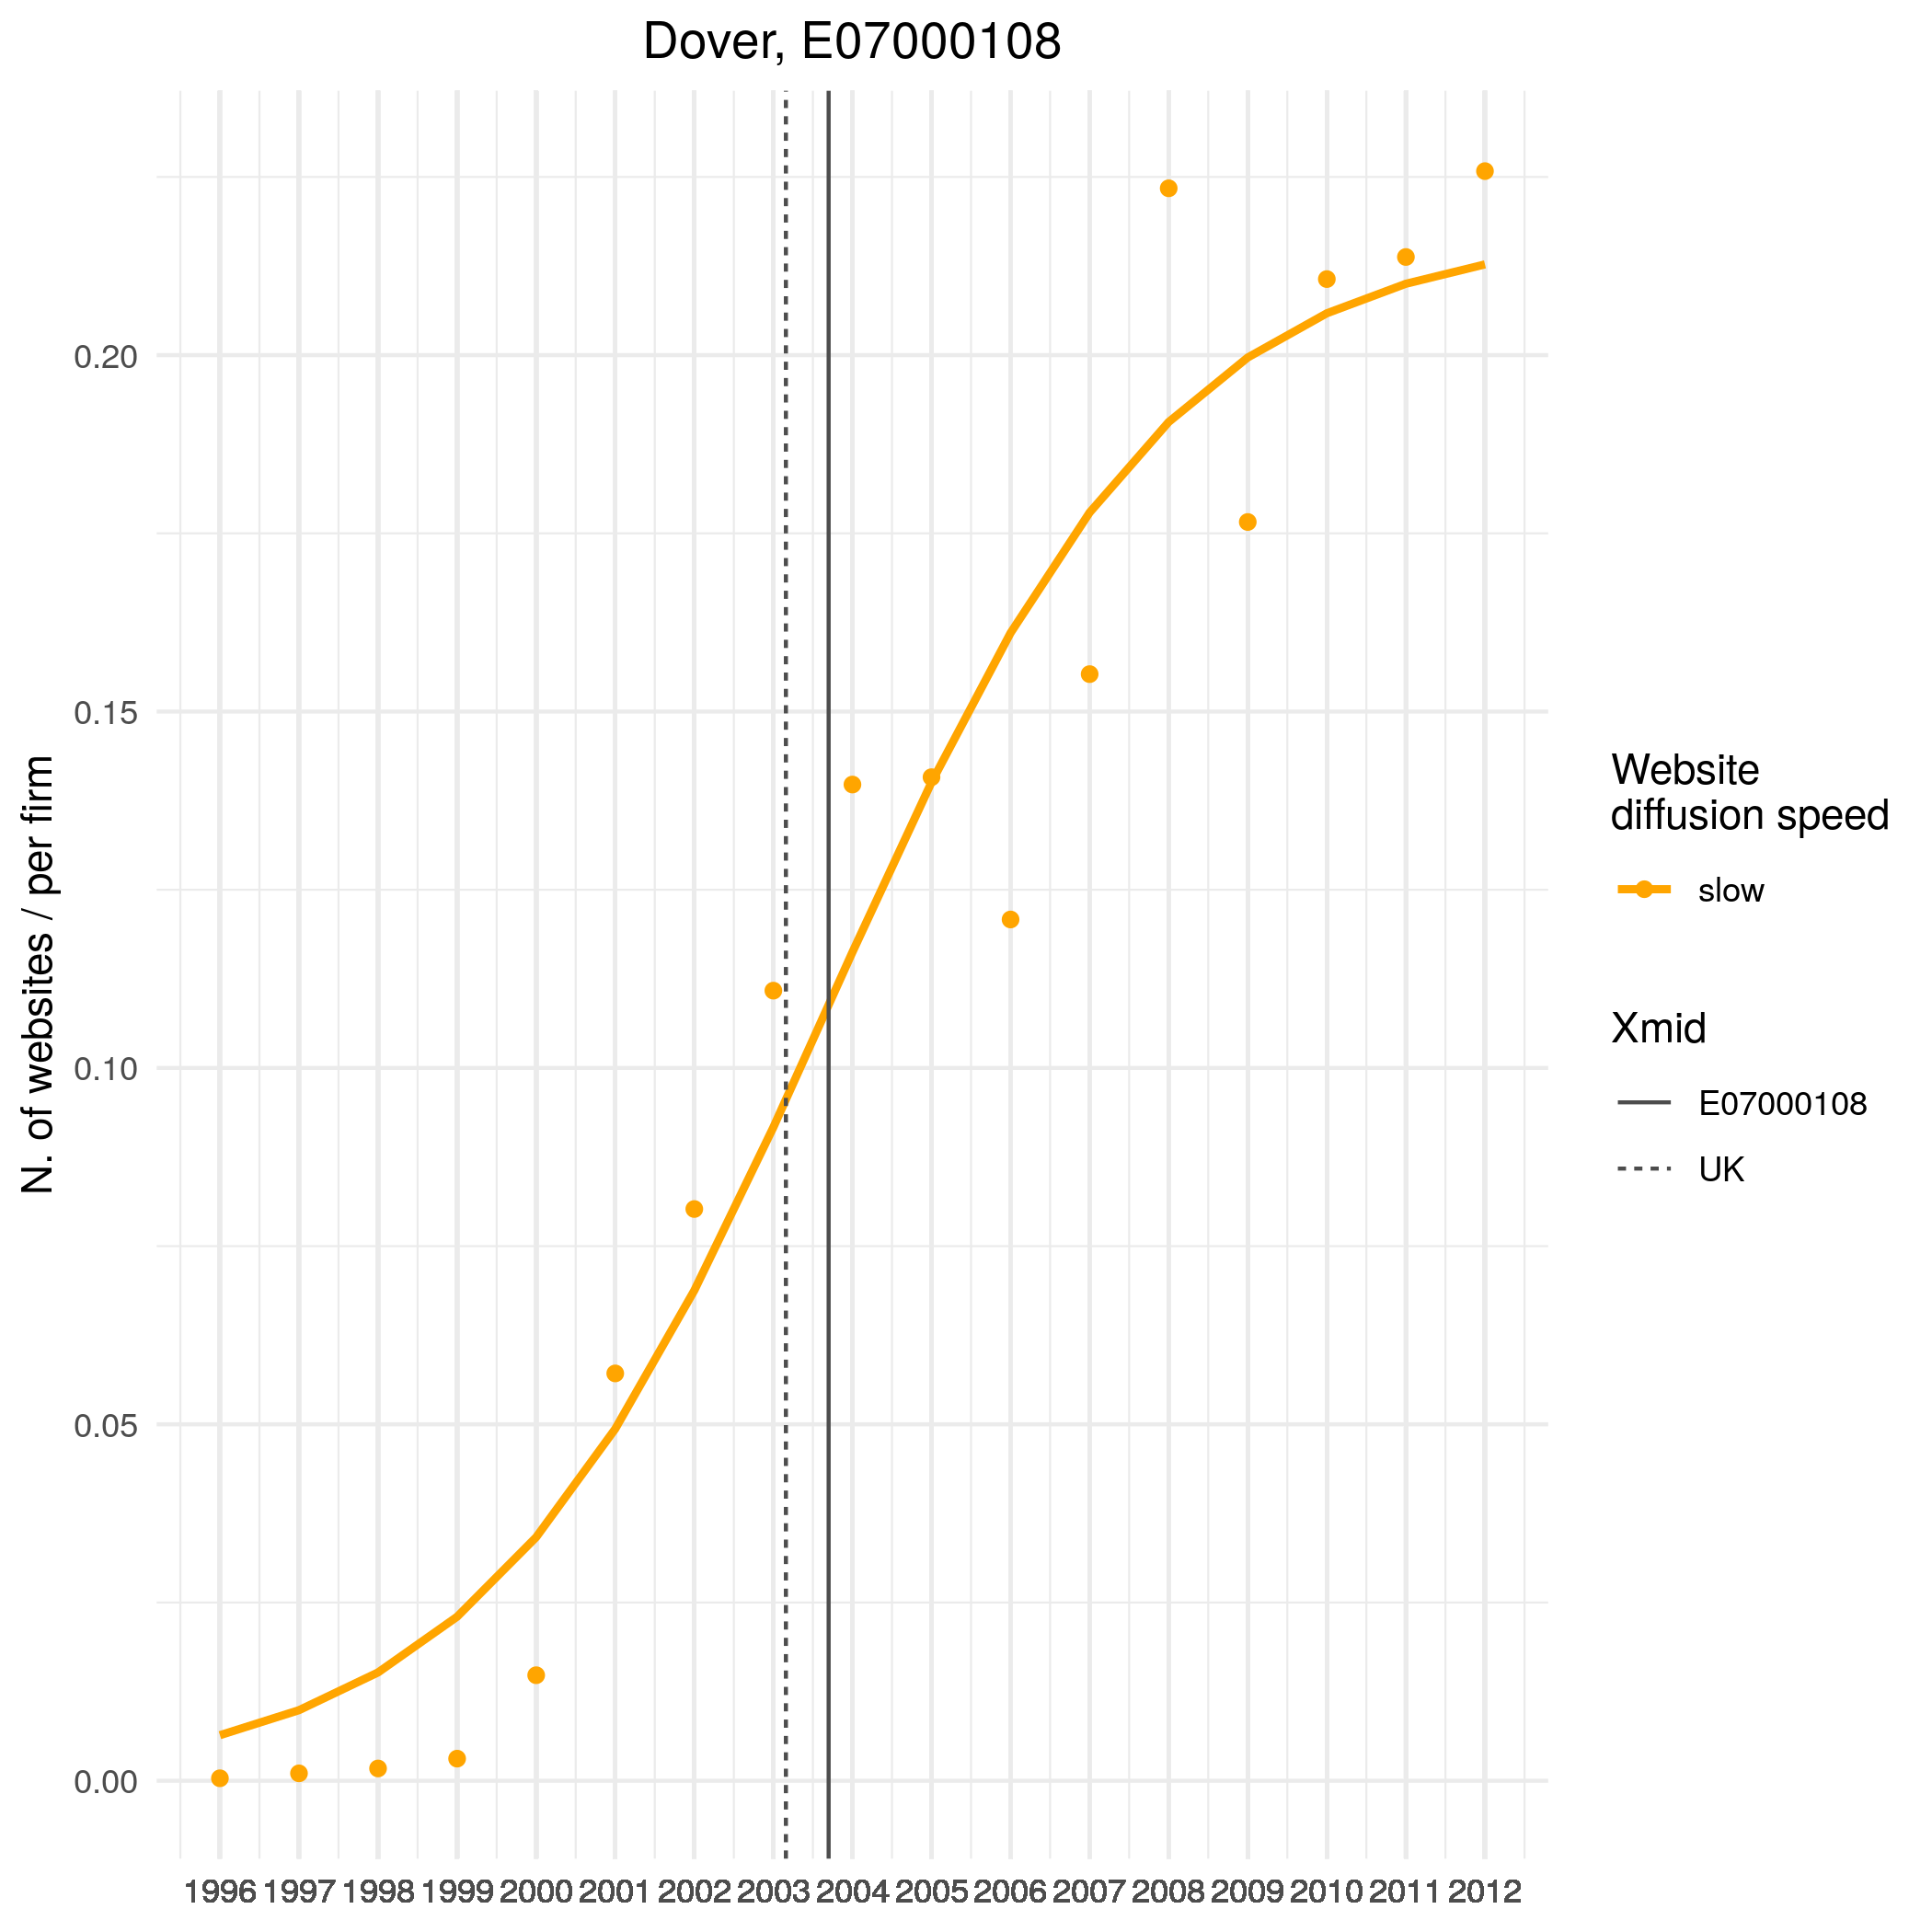 Dover, E07000108
N. of websites / per firm
0.20
0.15
0.10
0.05
0.00
1996 1997 1998 1999 2000 2001 2002 2003 2004 2005 2006 2007 2008 2009 2010 2011 2012
Website
diffusion speed
slow
Xmid
E07000108
UK